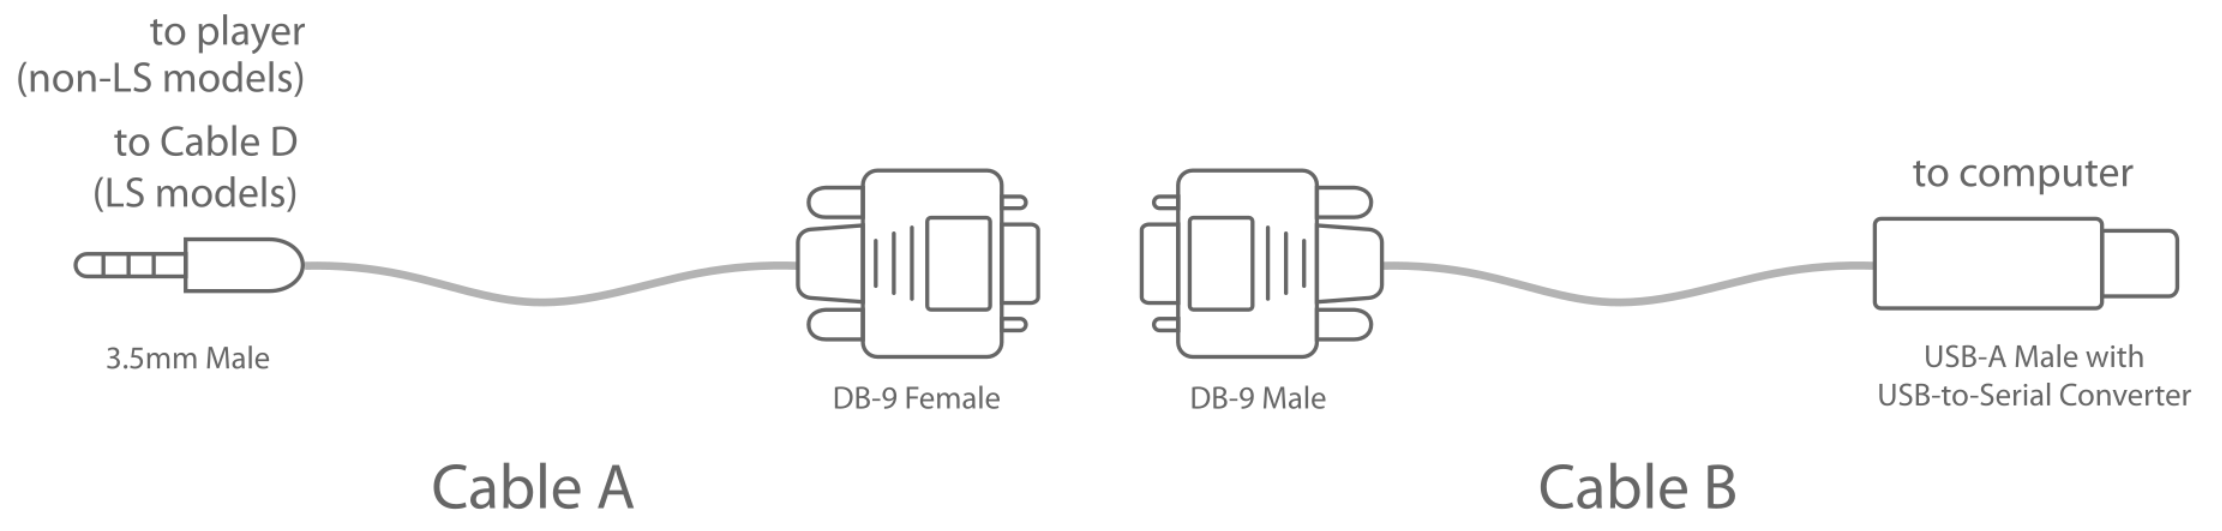 to player
(non-LS models)
to Cable D
(LS models)
to computer
3.5mm Male
DB-9 Female
DB-9 Male
USB-A Male with
USB-to-Serial Converter
Cable A
Cable B